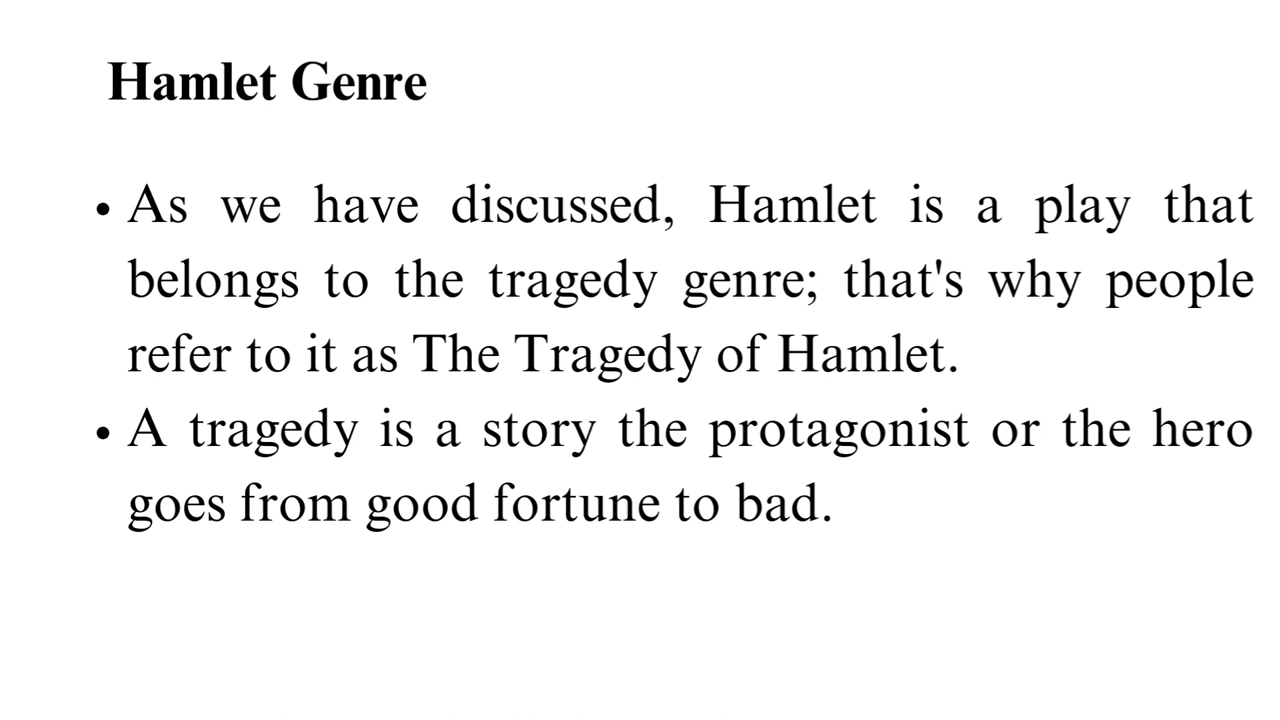 Hamlet Genre
• As we have discussed, Hamlet is a play that
belongs to the tragedy genre; that's why people
refer to it as The Tragedy of Hamlet.
• A tragedy is a story the protagonist or the hero
goes from good fortune to bad.